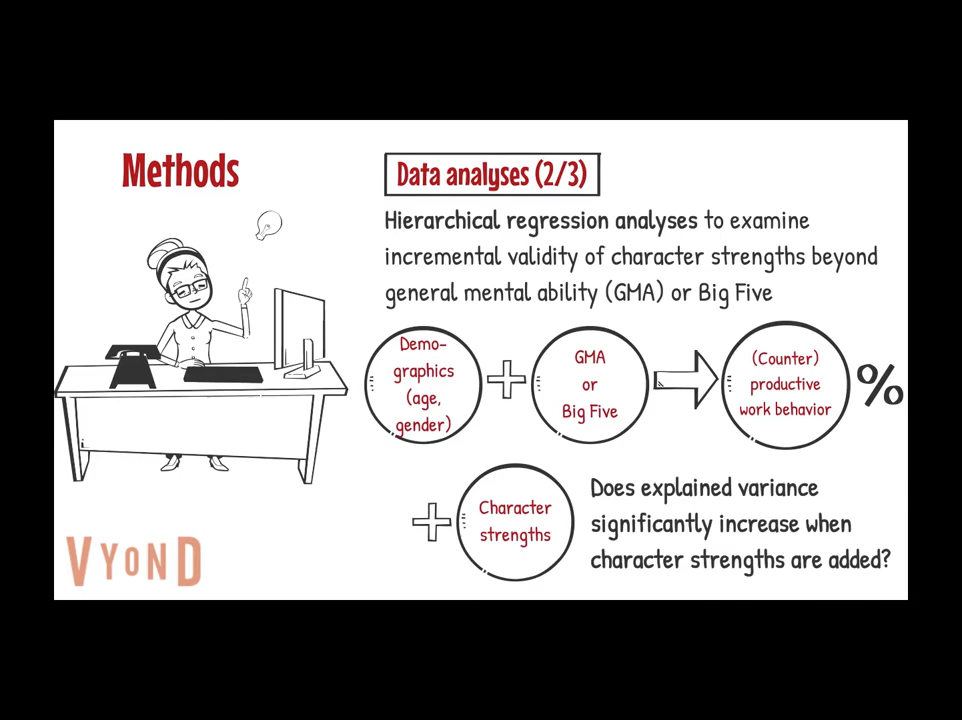 Methods
Data analyses (2/3)
Hierarchical regression analyses to examine
incremental validity of character strengths beyond
general mental ability (GMA) or Big Five
Demo-
graphics
(age,
gender)
+
GMA
or
Big Five
(Counter)
productive
work behavior
%
+
Character
strengths
Does explained variance
significantly increase when
character strengths are added?
VYOND